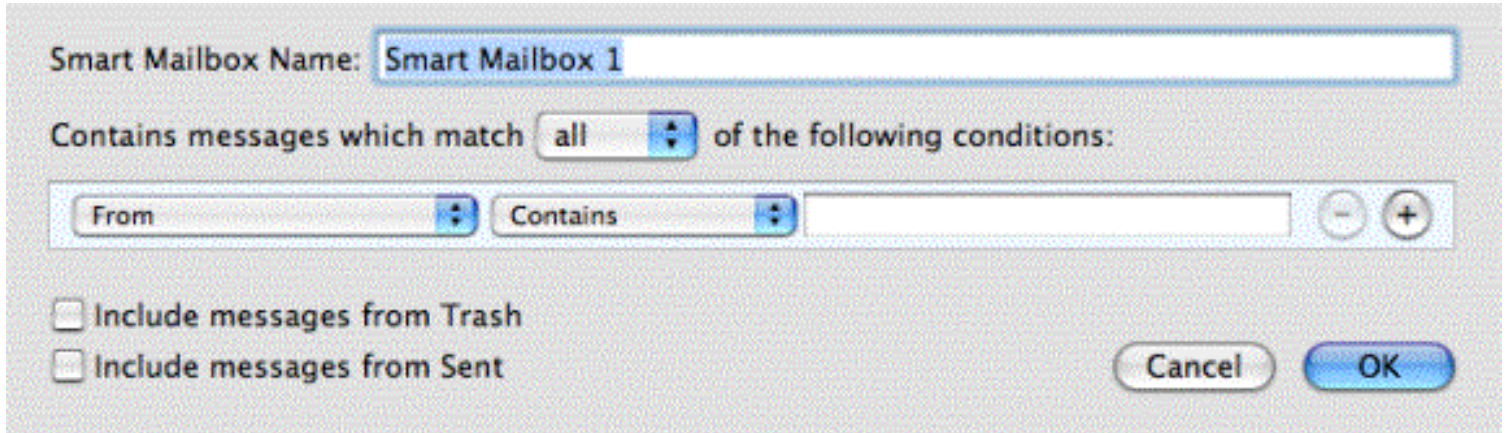 Smart Mailbox Name: Smart Mailbox 1
Contains messages which match all of the following conditions:
From Contains - +
Include messages from Trash
Include messages from Sent Cancel OK